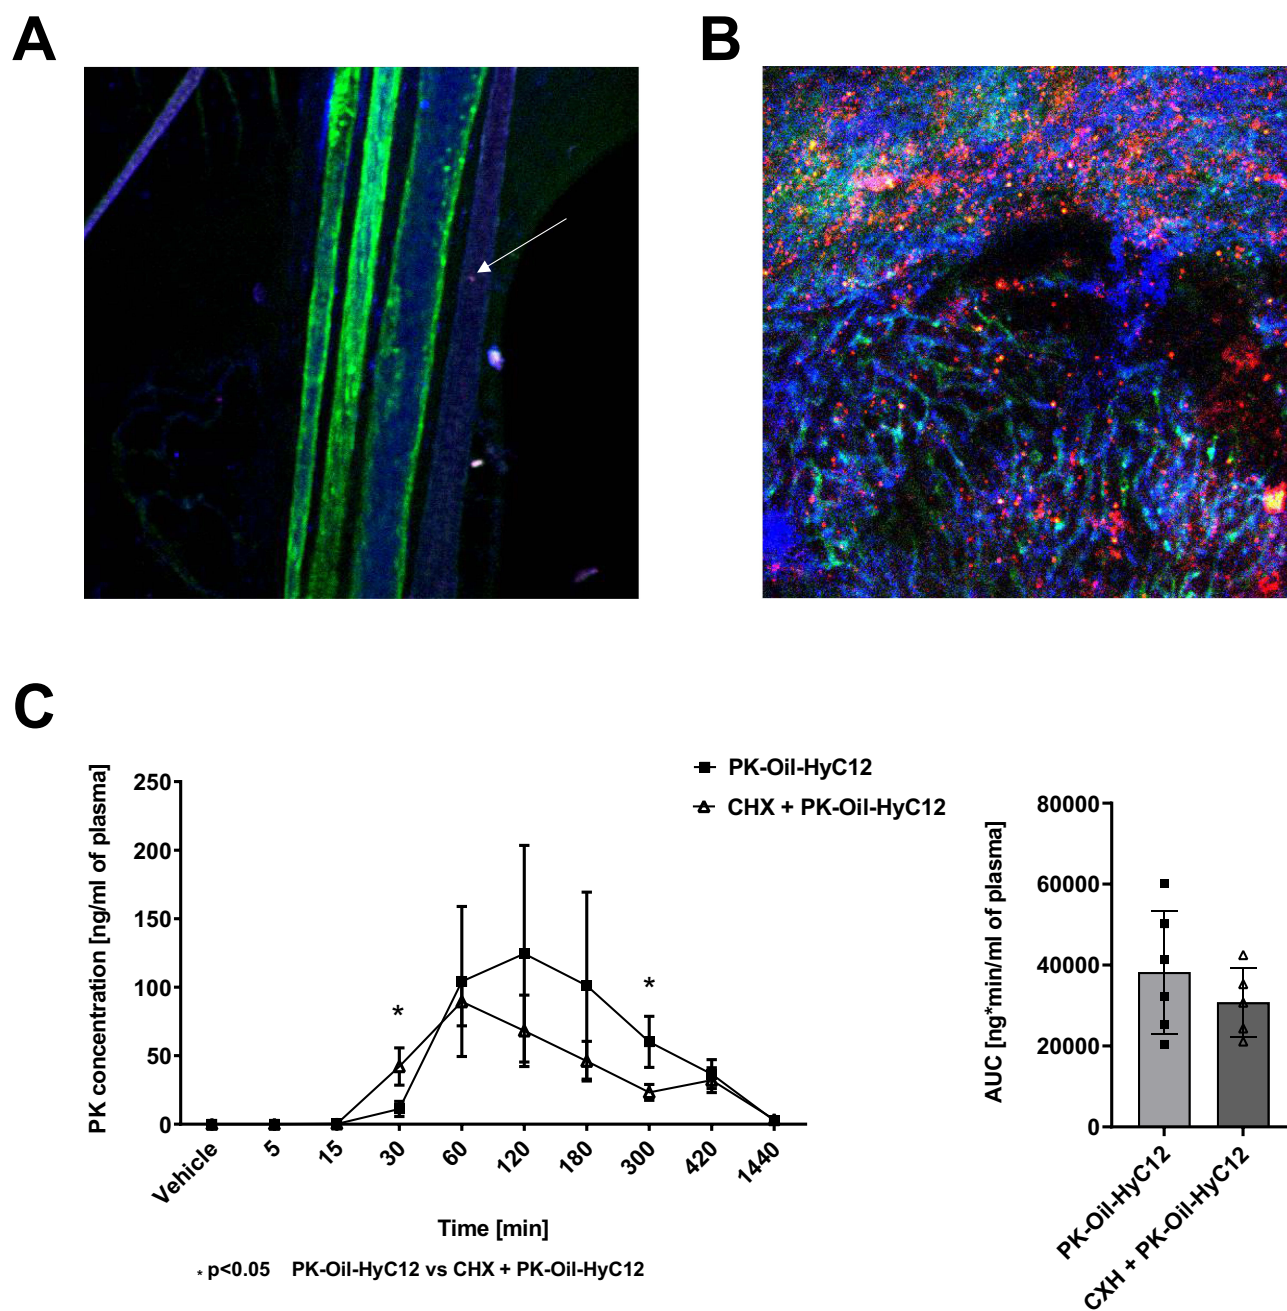 A
B
C
PK concentration [ng/ml of plasma]
250
200
150
100
50
0
*
*
Vehicle
5
15
30
60
120
180
300
420
1440
Time [min]
* p<0.05 PK-Oil-HyC12 vs CHX + PK-Oil-HyC12
PK-Oil-HyC12
CHX + PK-Oil-HyC12
AUC [ng*min/ml of plasma]
80000
60000
40000
20000
0
PK-Oil-HyC12
CXH + PK-Oil-HyC12